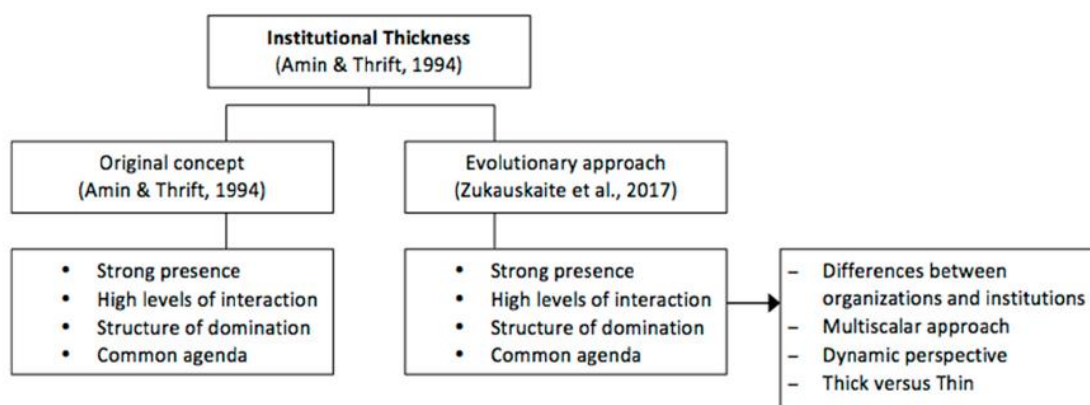 Institutional Thickness
(Amin & Thrift, 1994)
Original concept
(Amin & Thrift, 1994)
Evolutionary approach
(Zukauskaite et al., 2017)
• Strong presence
• High levels of interaction
• Structure of domination
• Common agenda
• Strong presence
• High levels of interaction
• Structure of domination
• Common agenda
– Differences between
organizations and institutions
– Multiscalar approach
– Dynamic perspective
– Thick versus Thin